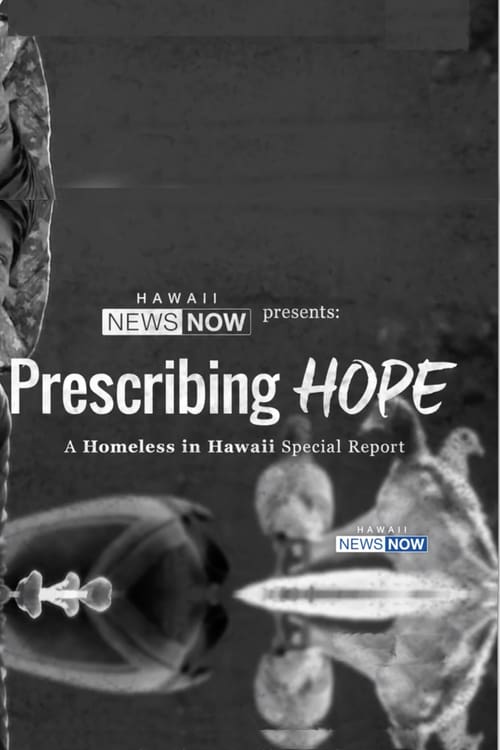 HAWAII
NEWS NOW presents:
Prescribing HOPE
A Homeless in Hawaii Special Report
HAWAII
NEWS NOW